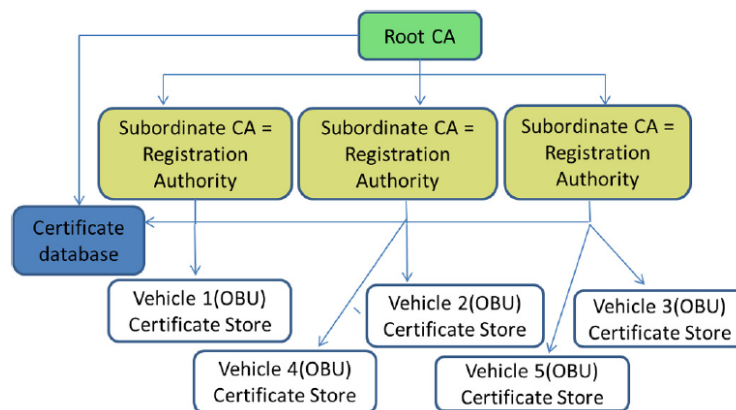 Root CA
Subordinate CA =
Registration
Authority
Subordinate CA =
Registration
Authority
Subordinate CA =
Registration
Authority
Certificate
database
Vehicle 1(OBU)
Certificate Store
Vehicle 2(OBU)
Certificate Store
Vehicle 3(OBU)
Certificate Store
Vehicle 4(OBU)
Certificate Store
Vehicle 5(OBU)
Certificate Store